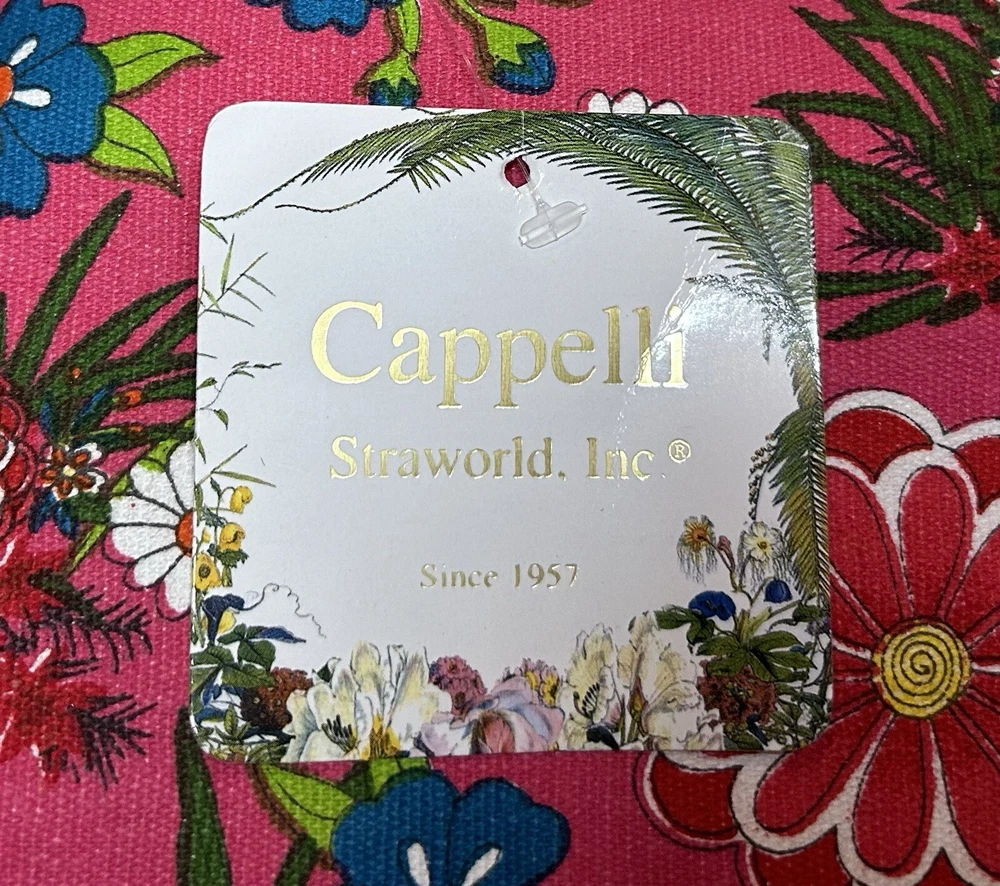 Cappelli
Straworld, Inc.®
Since 1957